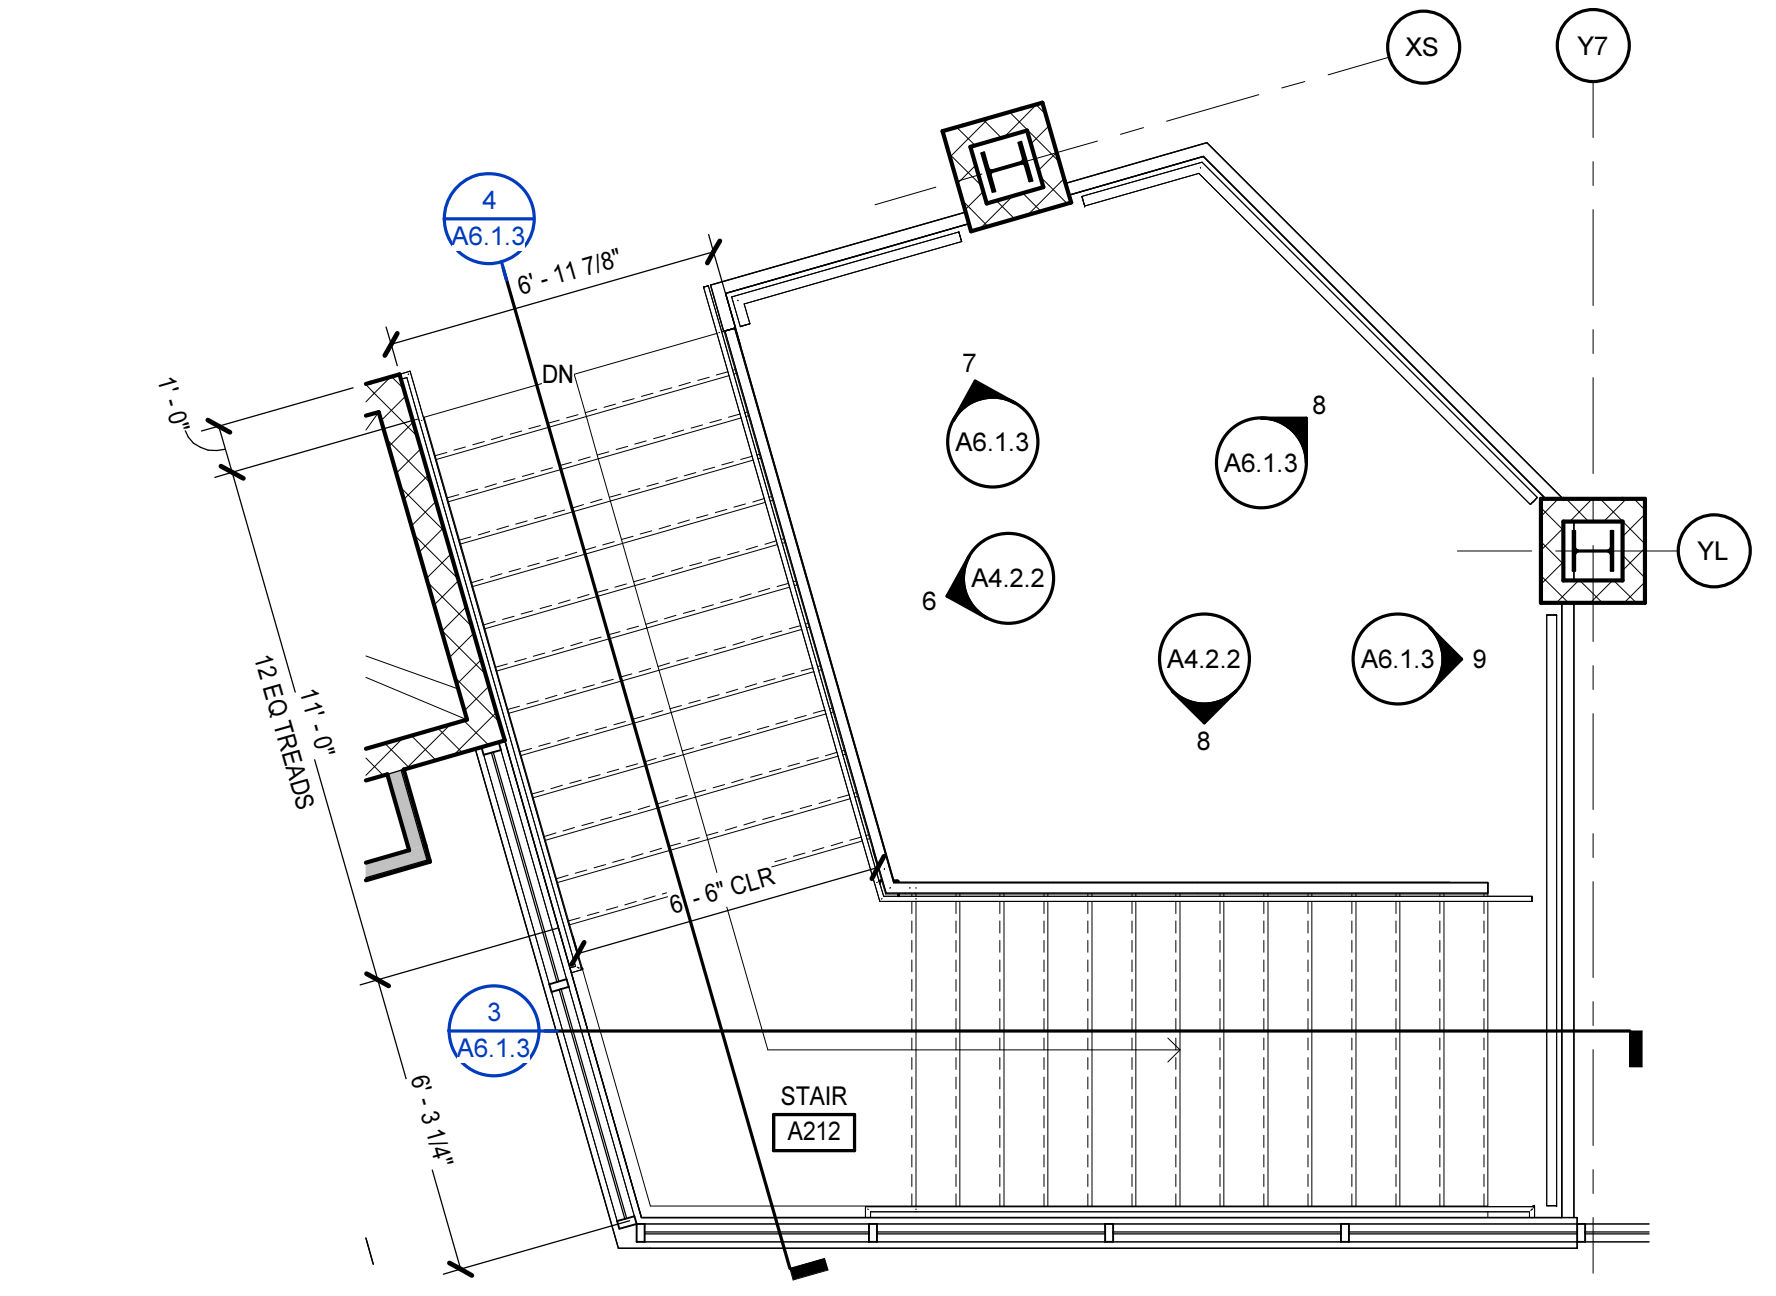 XS
Y7
4
A6.1.3
6' - 11 7/8"
DN
1' - 0"
7
A6.1.3
8
A6.1.3
YL
A4.2.2
6
A4.2.2
8
A6.1.3
9
11' - 0"
12 EQ TREADS
6' - 6" CLR
3
A6.1.3
6' - 3 1/4"
STAIR
A212